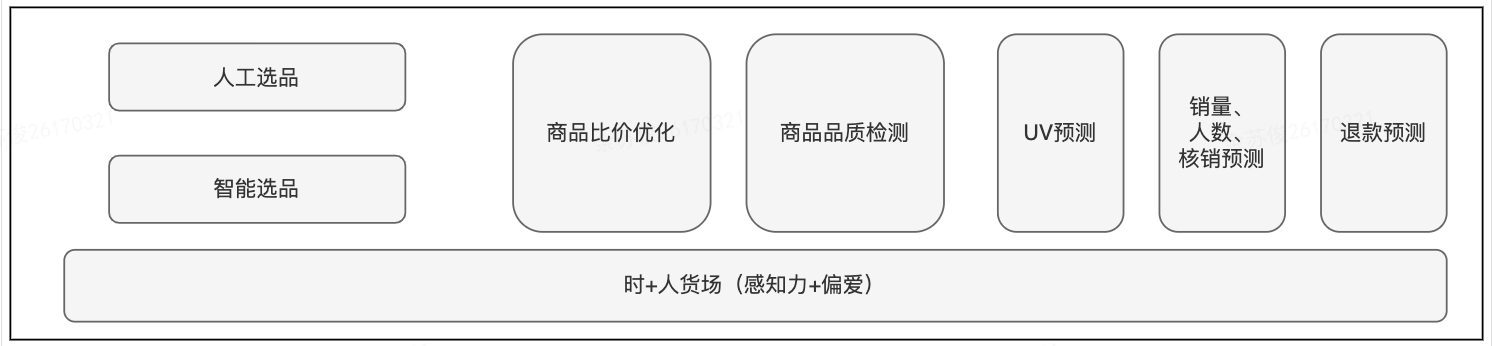 人工选品
智能选品
商品比价优化
商品品质检测
UV预测
销量、
人数、
核销预测
退款预测
时+人货场（感知力+偏爱）